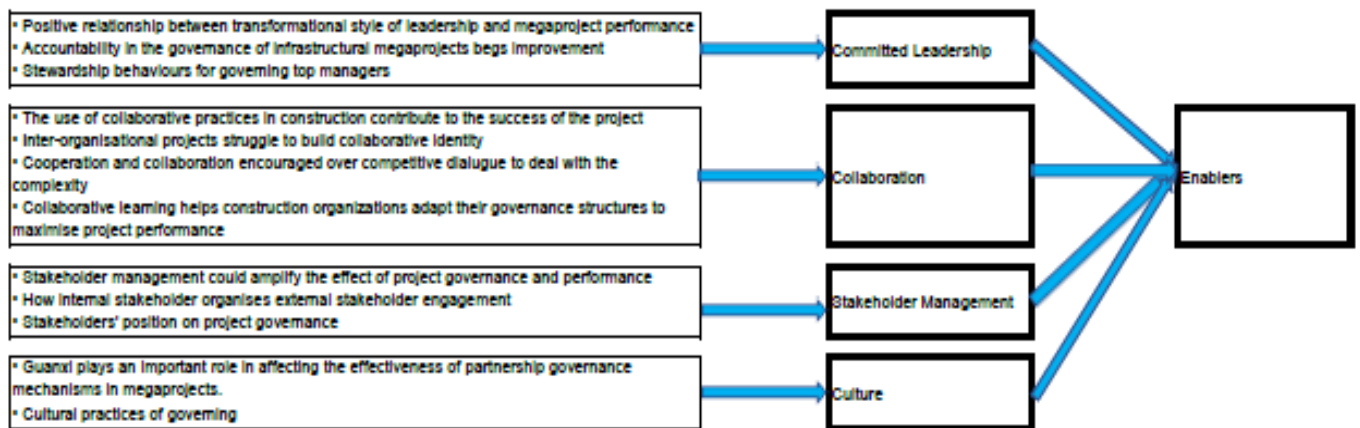 ▪ Positive relationship between transformational style of leadership and megaproject performance
▪ Accountability in the governance of infrastructural megaprojects begs improvement
▪ Stewardship behaviours for governing top managers
Committed Leadership
▪ The use of collaborative practices in construction contribute to the success of the project
▪ Inter-organisational projects struggle to build collaborative identity
▪ Cooperation and collaboration encouraged over competitive dialogue to deal with the
complexity
▪ Collaborative learning helps construction organizations adapt their governance structures to
maximise project performance
Collaboration
Enablers
▪ Stakeholder management could amplify the effect of project governance and performance
▪ How internal stakeholder organises external stakeholder engagement
▪ Stakeholders' position on project governance
Stakeholder Management
▪ Guanxi plays an important role in affecting the effectiveness of partnership governance
mechanisms in megaprojects.
▪ Cultural practices of governing
Culture